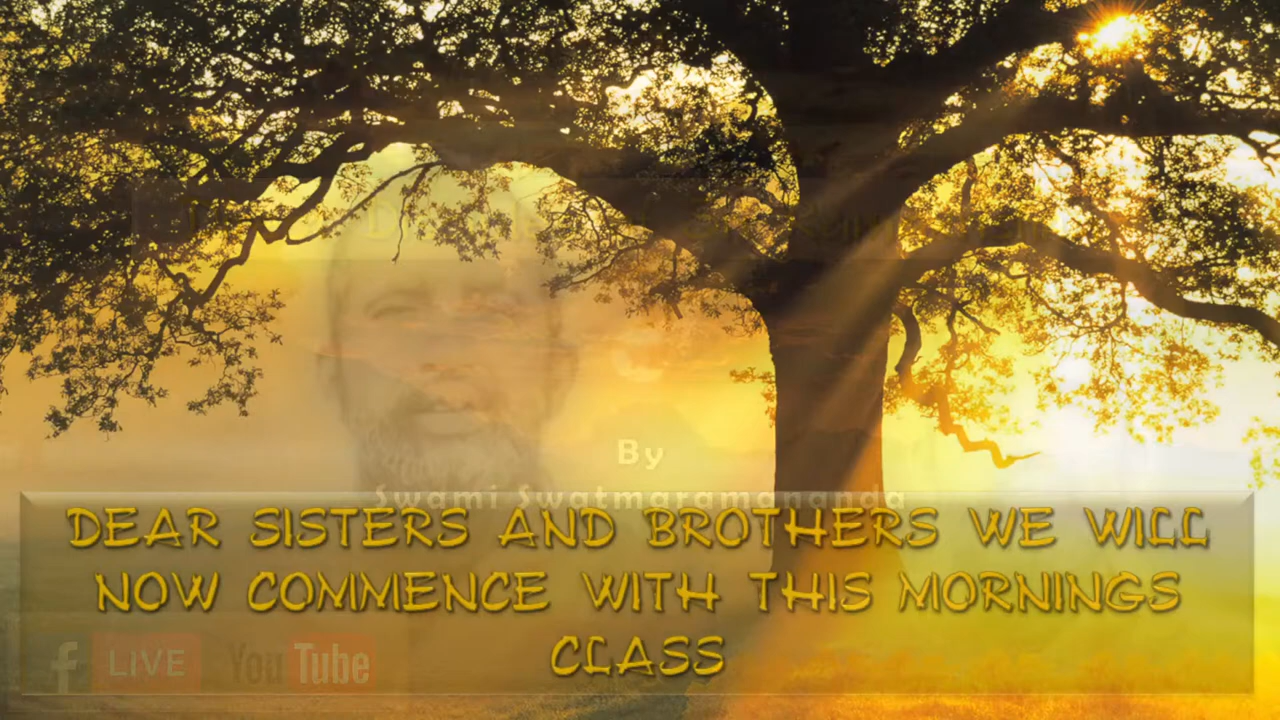 By
Swami Swatmaramananda
DEAR SISTERS AND BROTHERS WE WILL
NOW COMMENCE WITH THIS MORNINGS
CLASS
f LIVE YouTube